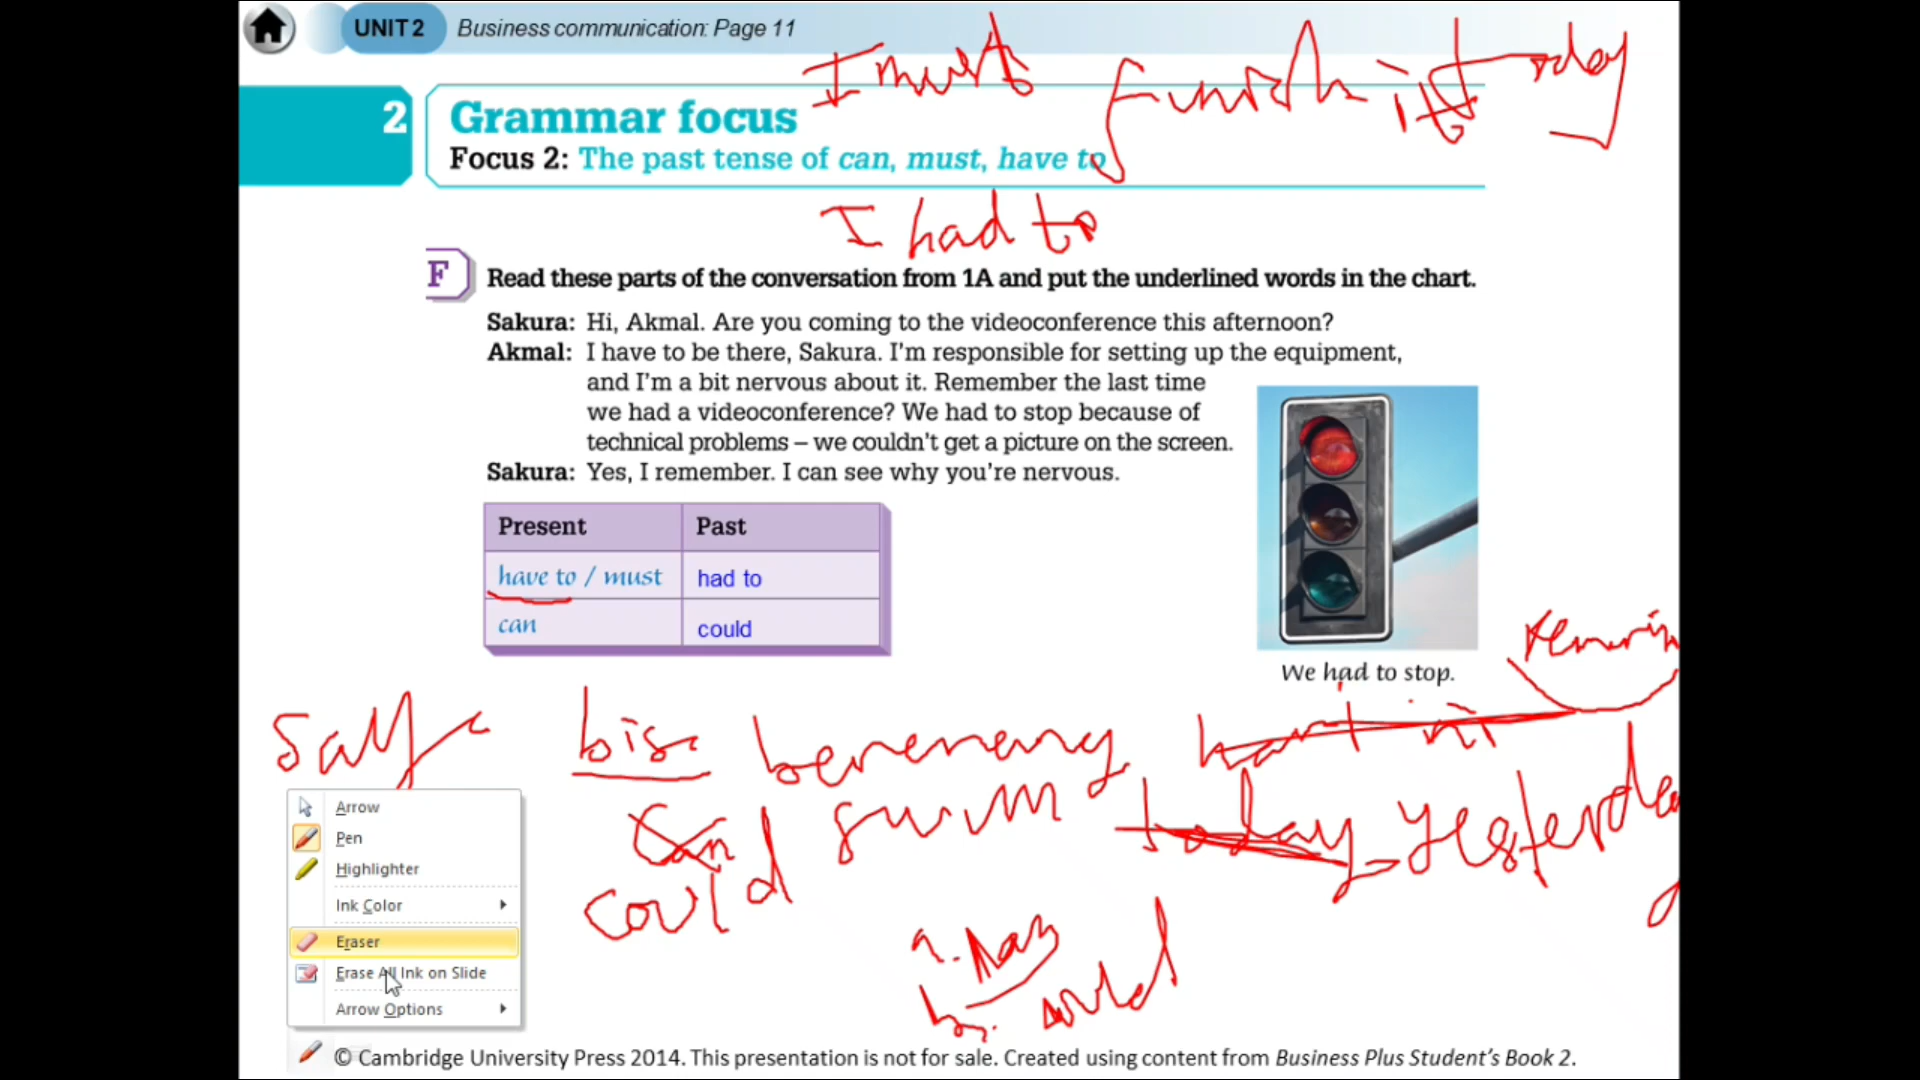 UNIT 2 Business communication: Page 11
I must finish it today
2 Grammar focus
Focus 2: The past tense of can, must, have to
I had to
F Read these parts of the conversation from 1A and put the underlined words in the chart.
Sakura: Hi, Akmal. Are you coming to the videoconference this afternoon?
Akmal: I have to be there, Sakura. I'm responsible for setting up the equipment,
and I'm a bit nervous about it. Remember the last time
we had a videoconference? We had to stop because of
technical problems – we couldn't get a picture on the screen.
Sakura: Yes, I remember. I can see why you're nervous.
Present Past
have to / must had to
can could
We had to stop.
Saya bisa berenang hari ini
can swim today yesterday
could
Arrow
Pen
Highlighter
Ink Color
Eraser
Erase All Ink on Slide
Arrow Options
© Cambridge University Press 2014. This presentation is not for sale. Created using content from Business Plus Student's Book 2.